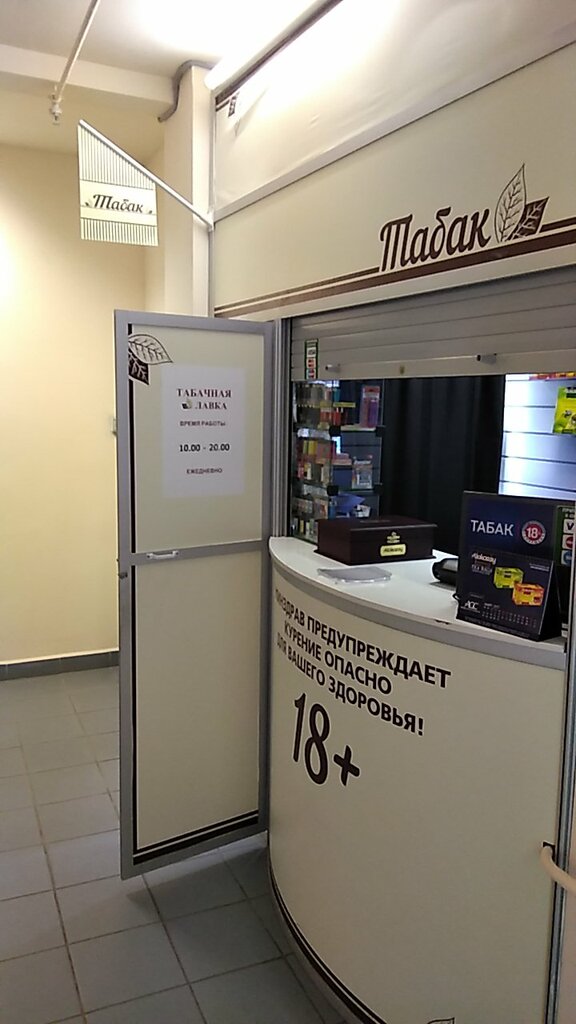 Табак
Табак
ТАБАЧНАЯ
ЛАВКА
ВРЕМЯ РАБОТЫ
10.00 - 20.00
ЕЖЕДНЕВНО
VISA
ТАБАК 18+
МИНЗДРАВ ПРЕДУПРЕЖДАЕТ
КУРЕНИЕ ОПАСНО
ДЛЯ ВАШЕГО ЗДОРОВЬЯ!
18+